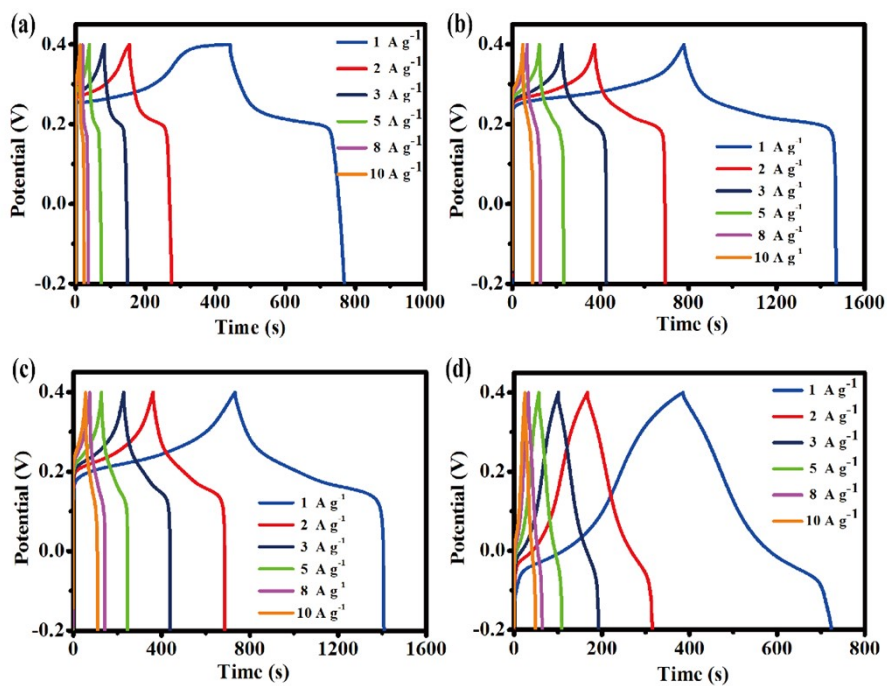 (a)
0.4
0.2
0.0
-0.2
Potential (V)
0 200 400 600 800 1000
Timc (s)
1 A g⁻¹
2 A g⁻¹
3 A g⁻¹
5 A g⁻¹
8 A g⁻¹
10 A g⁻¹
(b)
0.4
0.2
0.0
-0.2
Potential (V)
0 400 800 1200 1600
Timc (s)
1 A g⁻¹
2 A g⁻¹
3 A g⁻¹
5 A g⁻¹
8 A g⁻¹
10 A g⁻¹
(c)
0.4
0.2
0.0
-0.2
Potential (V)
0 400 800 1200 1600
Timc (s)
1 A g⁻¹
2 A g⁻¹
3 A g⁻¹
5 A g⁻¹
8 A g⁻¹
10 A g⁻¹
(d)
0.4
0.2
0.0
-0.2
Potential (V)
0 200 400 600 800
Timc (s)
1 A g⁻¹
2 A g⁻¹
3 A g⁻¹
5 A g⁻¹
8 A g⁻¹
10 A g⁻¹